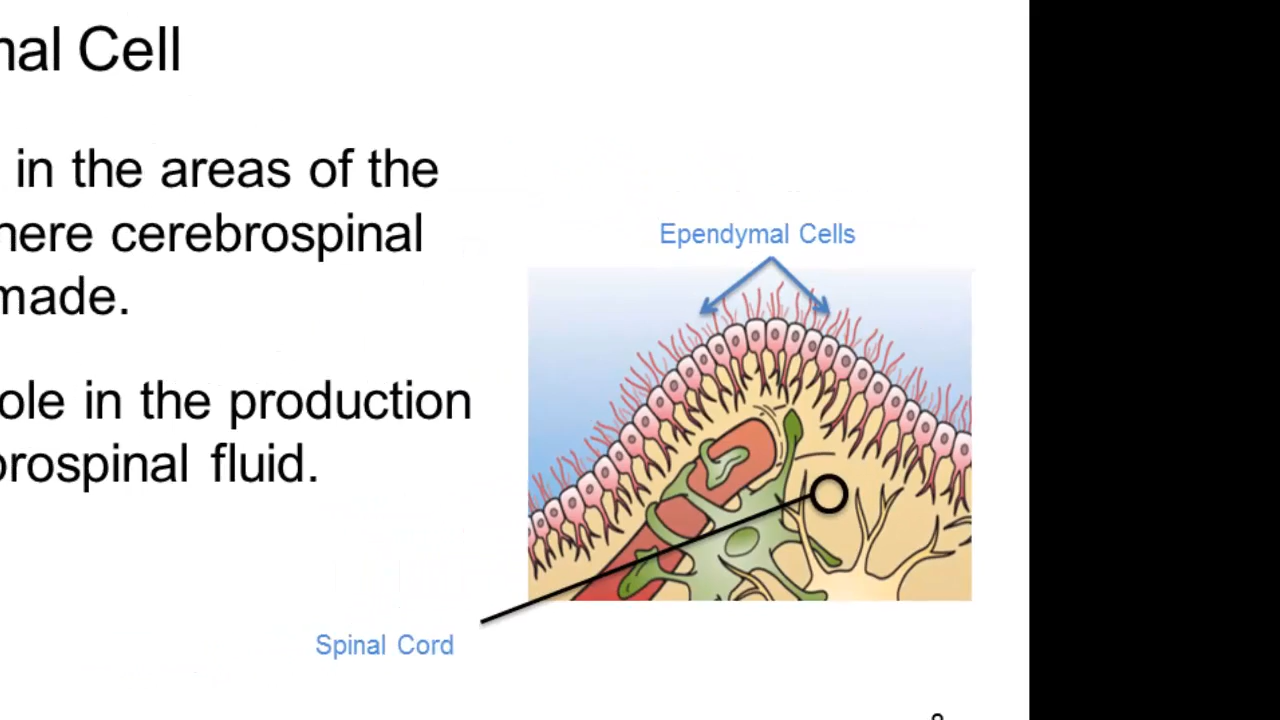 nal Cell
in the areas of the
here cerebrospinal
made.
ole in the production
brospinal fluid.
Ependymal Cells
Spinal Cord